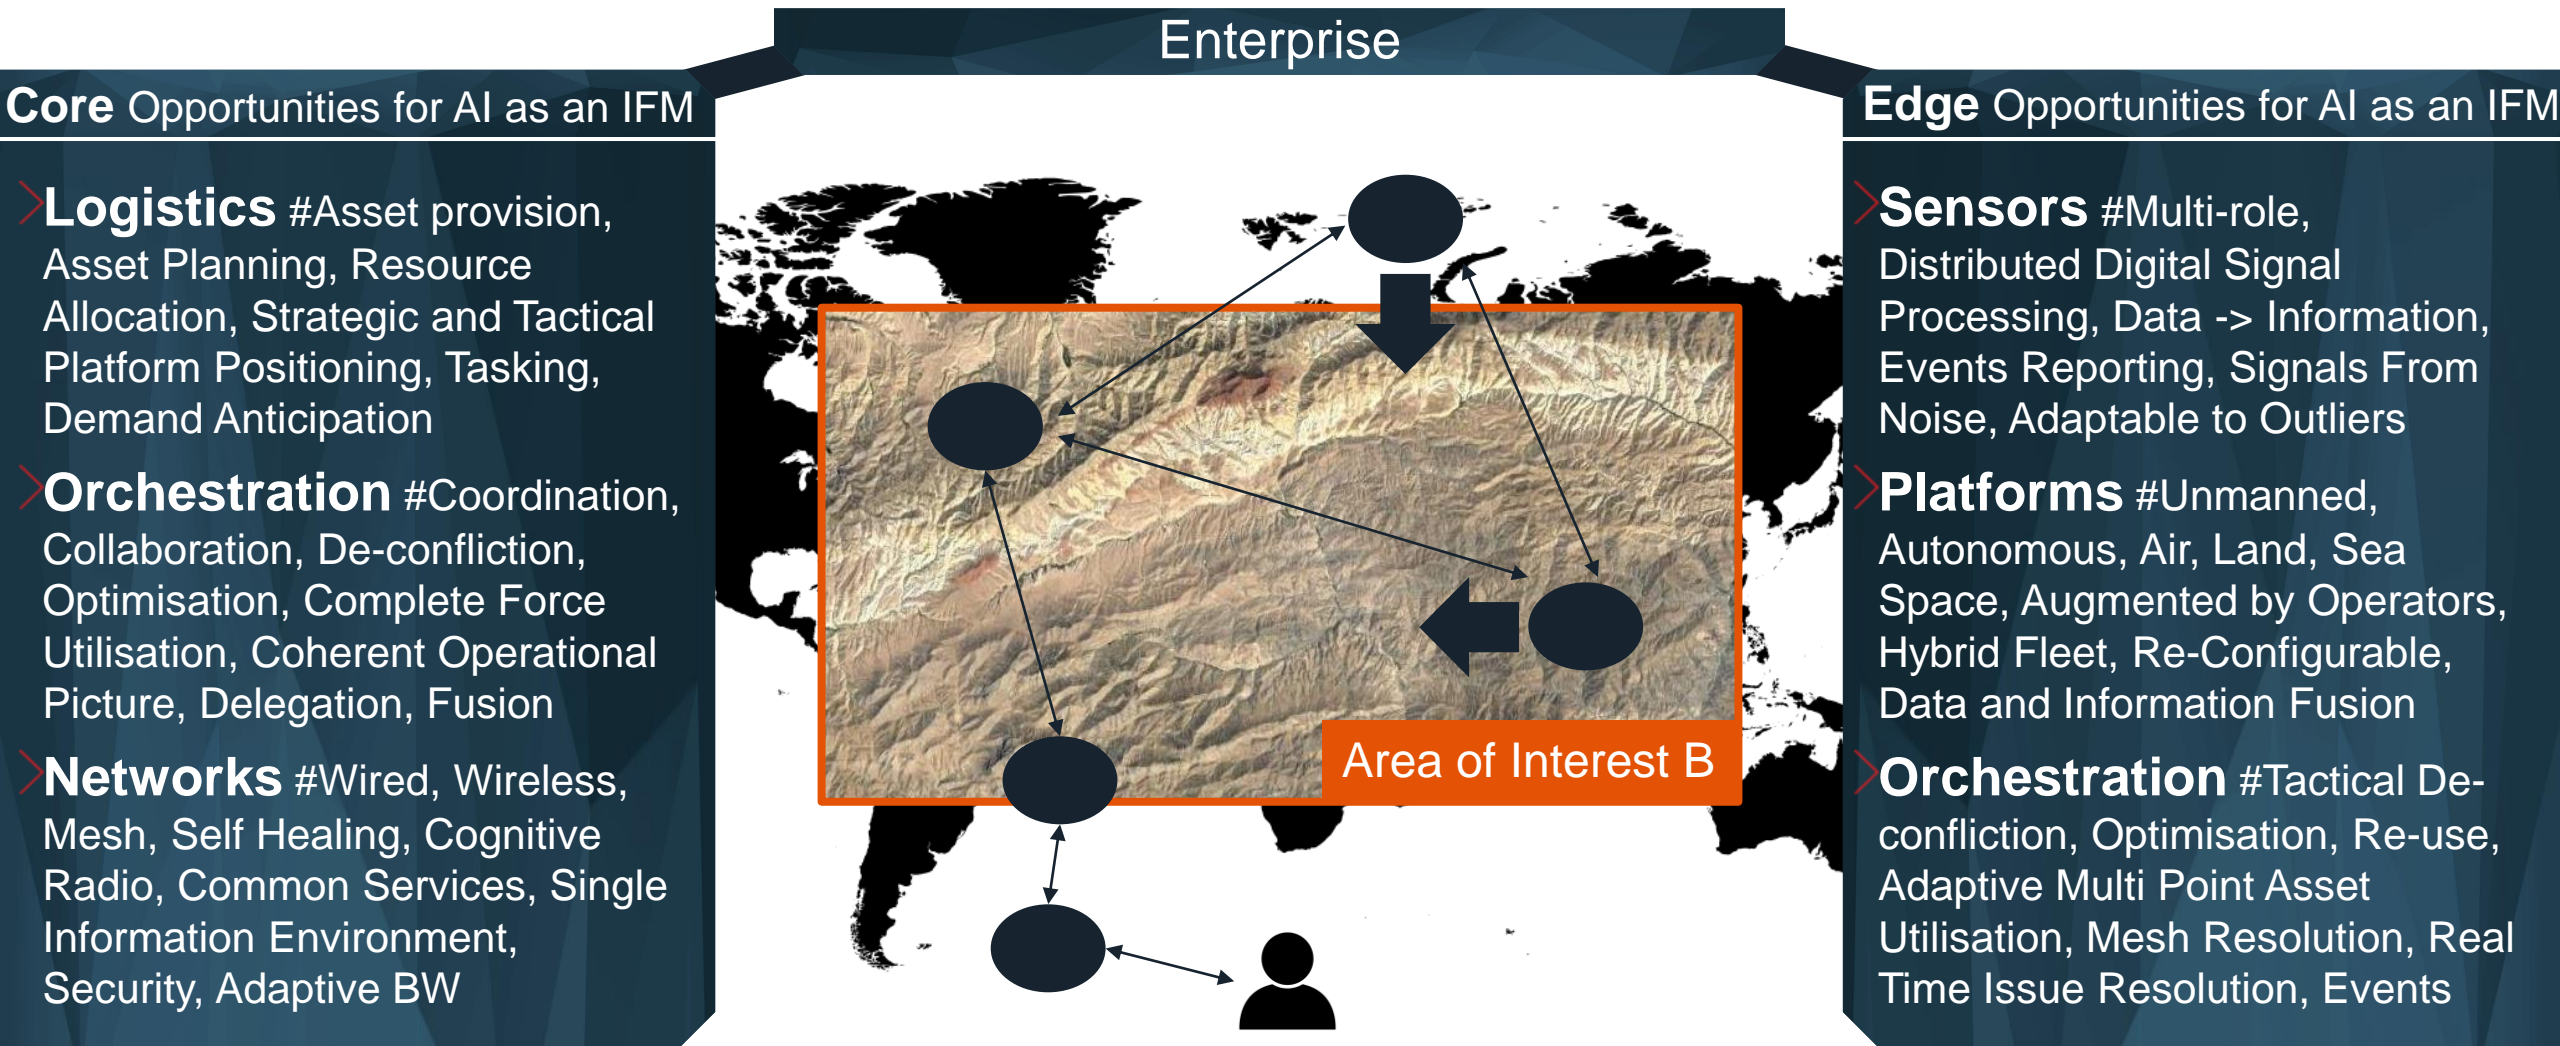 Enterprise
Core Opportunities for AI as an IFM
Logistics #Asset provision,
Asset Planning, Resource
Allocation, Strategic and Tactical
Platform Positioning, Tasking,
Demand Anticipation
Orchestration #Coordination,
Collaboration, De-confliction,
Optimisation, Complete Force
Utilisation, Coherent Operational
Picture, Delegation, Fusion
Networks #Wired, Wireless,
Mesh, Self Healing, Cognitive
Radio, Common Services, Single
Information Environment,
Security, Adaptive BW
Area of Interest B
Edge Opportunities for AI as an IFM
Sensors #Multi-role,
Distributed Digital Signal
Processing, Data -> Information,
Events Reporting, Signals From
Noise, Adaptable to Outliers
Platforms #Unmanned,
Autonomous, Air, Land, Sea
Space, Augmented by Operators,
Hybrid Fleet, Re-Configurable,
Data and Information Fusion
Orchestration #Tactical De-
confliction, Optimisation, Re-use,
Adaptive Multi Point Asset
Utilisation, Mesh Resolution, Real
Time Issue Resolution, Events